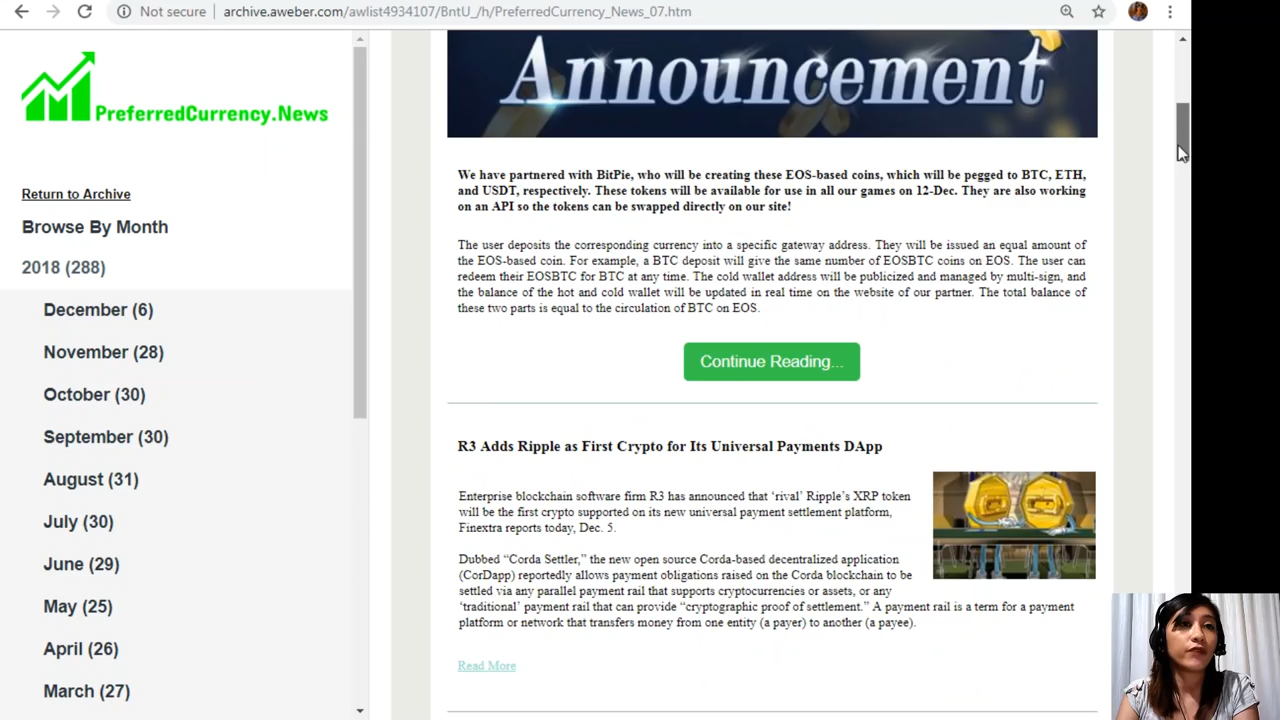 Not secure
archive.aweber.com/awlist4934107/BntU_/h/PreferredCurrency_News_07.htm
PreferredCurrency.News
Return to Archive
Browse By Month
2018 (288)
December (6)
November (28)
October (30)
September (30)
August (31)
July (30)
June (29)
May (25)
April (26)
March (27)
Announcement
We have partnered with BitPie, who will be creating these EOS-based coins, which will be pegged to BTC, ETH,
and USDT, respectively. These tokens will be available for use in all our games on 12-Dec. They are also working
on an API so the tokens can be swapped directly on our site!
The user deposits the corresponding currency into a specific gateway address. They will be issued an equal amount of
the EOS-based coin. For example, a BTC deposit will give the same number of EOSBTC coins on EOS. The user can
redeem their EOSBTC for BTC at any time. The cold wallet address will be publicized and managed by multi-sign, and
the balance of the hot and cold wallet will be updated in real time on the website of our partner. The total balance of
these two parts is equal to the circulation of BTC on EOS.
Continue Reading...
R3 Adds Ripple as First Crypto for Its Universal Payments DApp
Enterprise blockchain software firm R3 has announced that ‘rival’ Ripple’s XRP token
will be the first crypto supported on its new universal payment settlement platform,
Finextra reports today, Dec. 5.
Dubbed “Corda Settler,” the new open source Corda-based decentralized application
(CorDapp) reportedly allows payment obligations raised on the Corda blockchain to be
settled via any parallel payment rail that supports cryptocurrencies or assets, or any
‘traditional’ payment rail that can provide “cryptographic proof of settlement.” A payment rail is a term for a payment
platform or network that transfers money from one entity (a payer) to another (a payee).
Read More